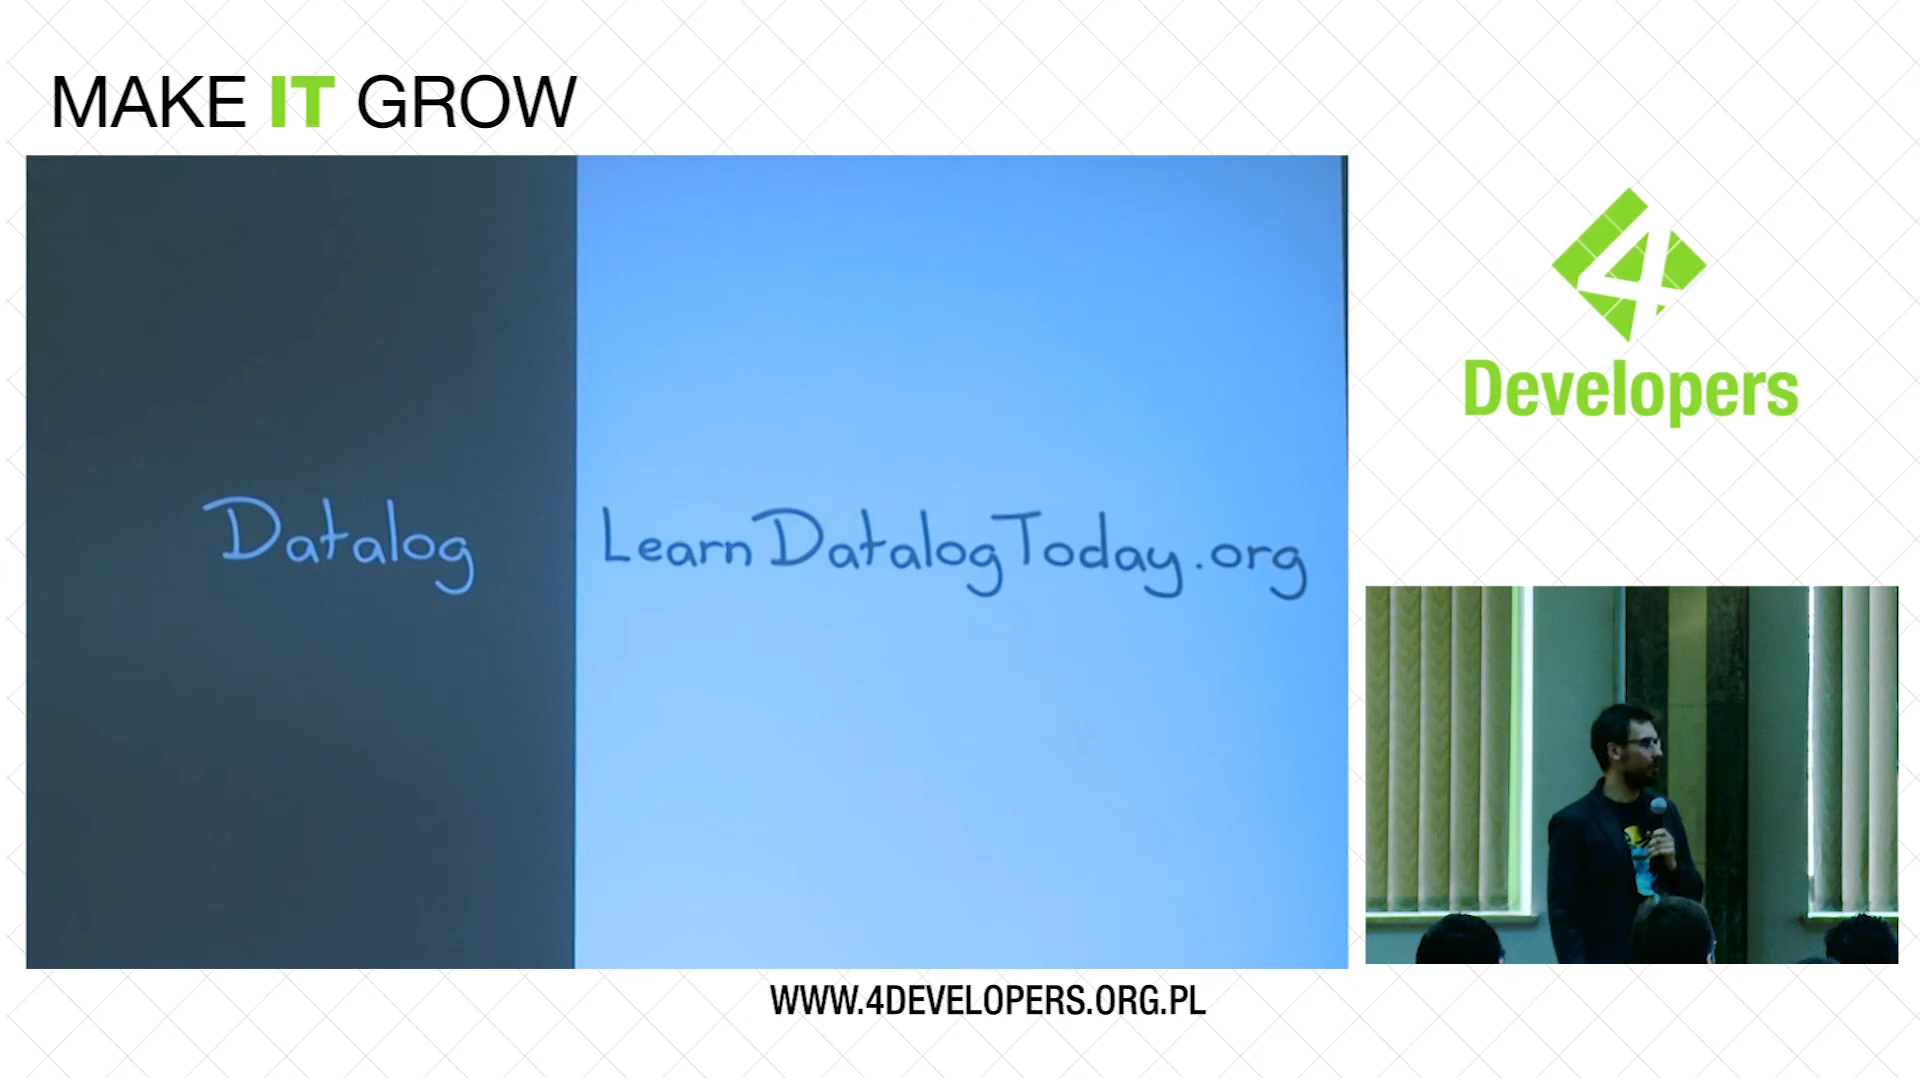 MAKE IT GROW
4
Developers
Datalog
LearnDatalogToday.org
WWW.4DEVELOPERS.ORG.PL